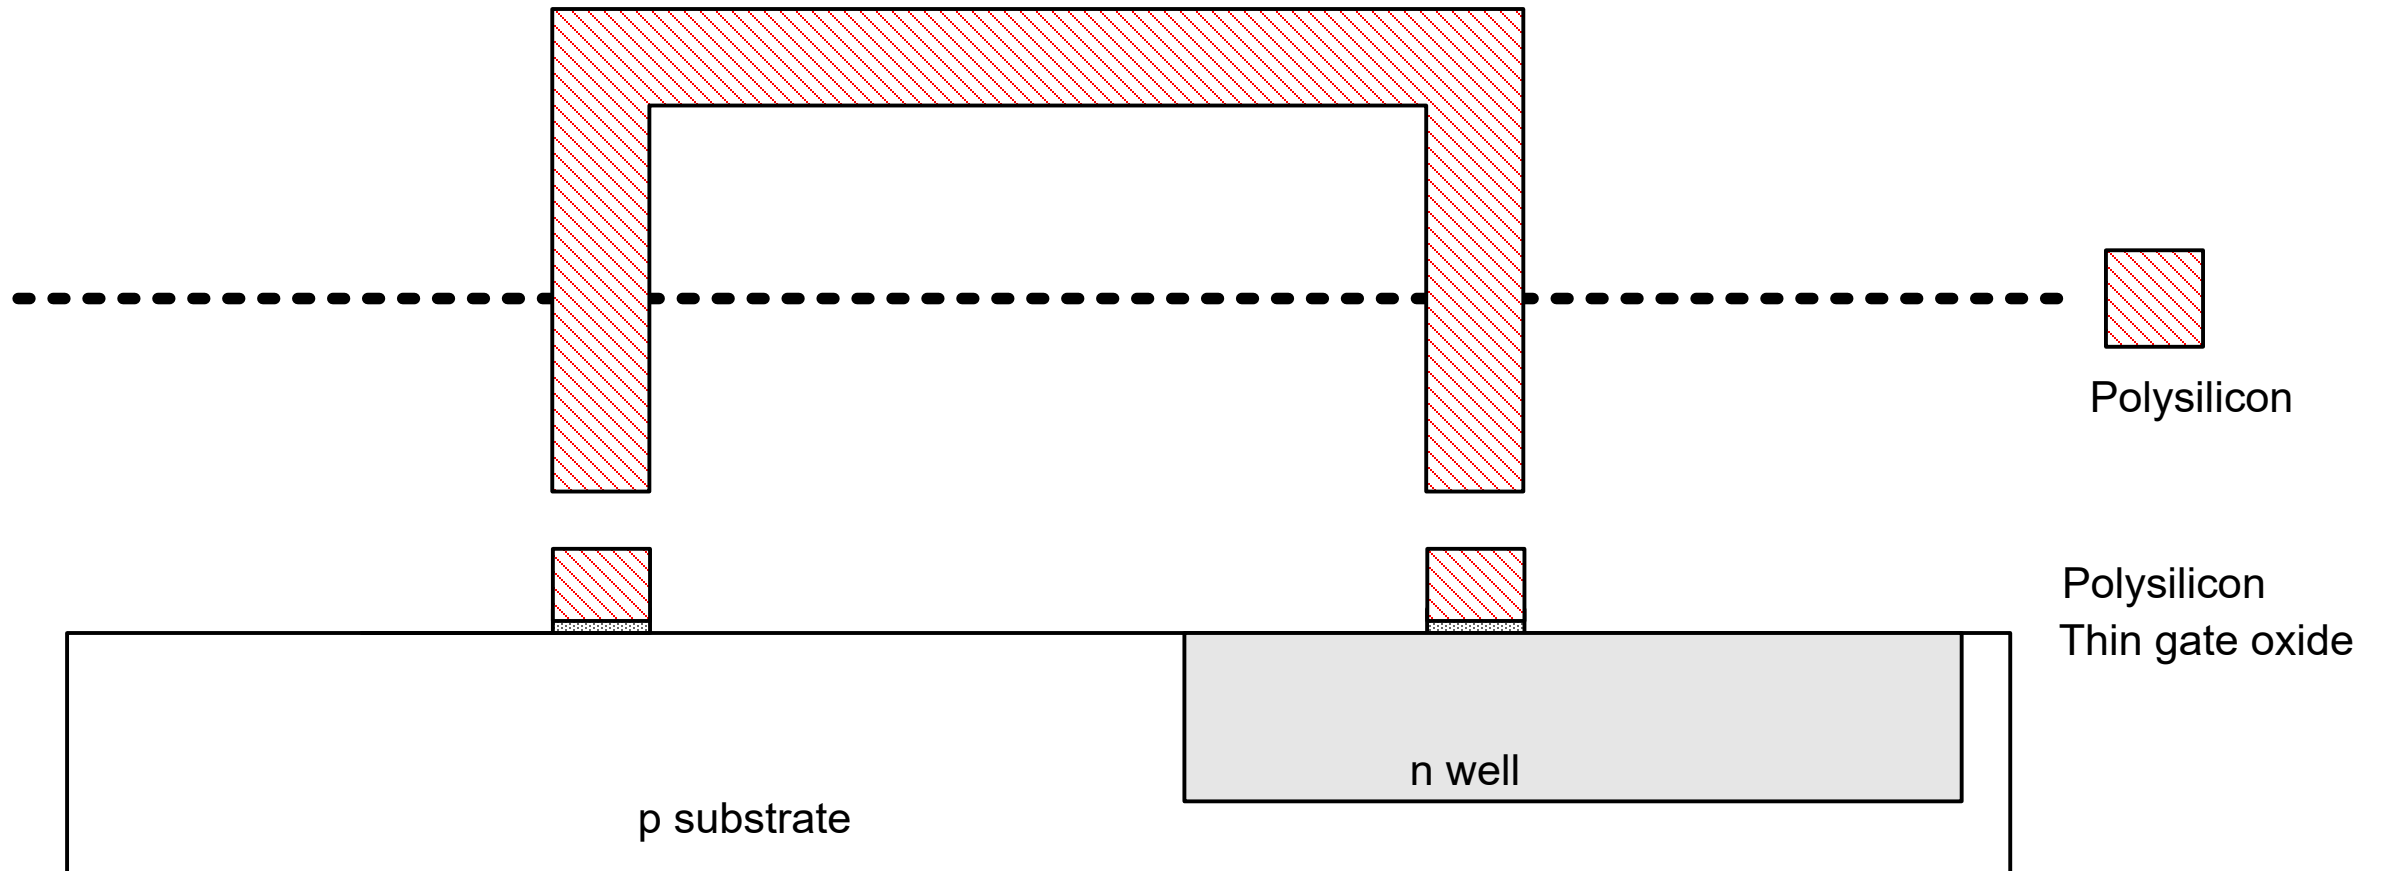 Polysilicon
Polysilicon
Thin gate oxide
n well
p substrate